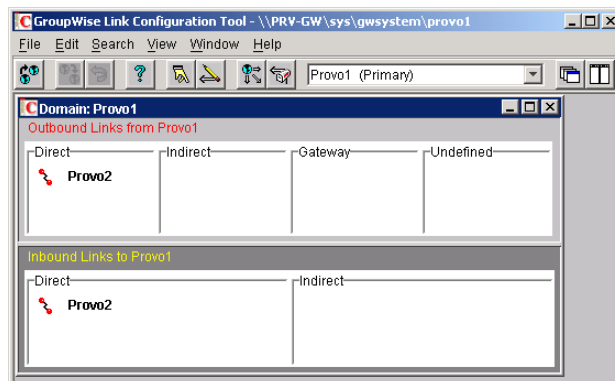 GroupWise Link Configuration Tool - \\PRV-GW\sys\gwsystem\provo1
File Edit Search View Window Help
Provo1 (Primary)
Domain: Provo1
Outbound Links from Provo1
Direct Indirect Gateway Undefined
Provo2
Inbound Links to Provo1
Direct Indirect
Provo2